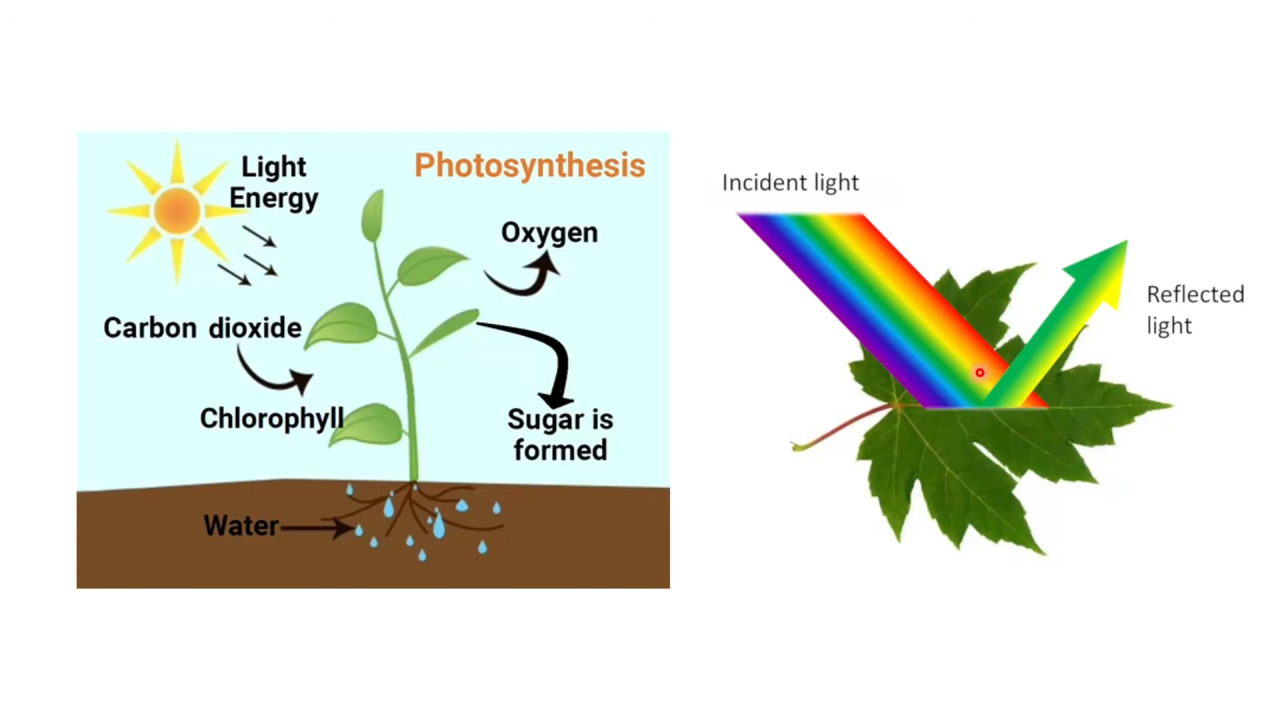 Photosynthesis
Light
Energy
Oxygen
Carbon dioxide
Chlorophyll
Sugar is
formed
Water
Incident light
Reflected
light